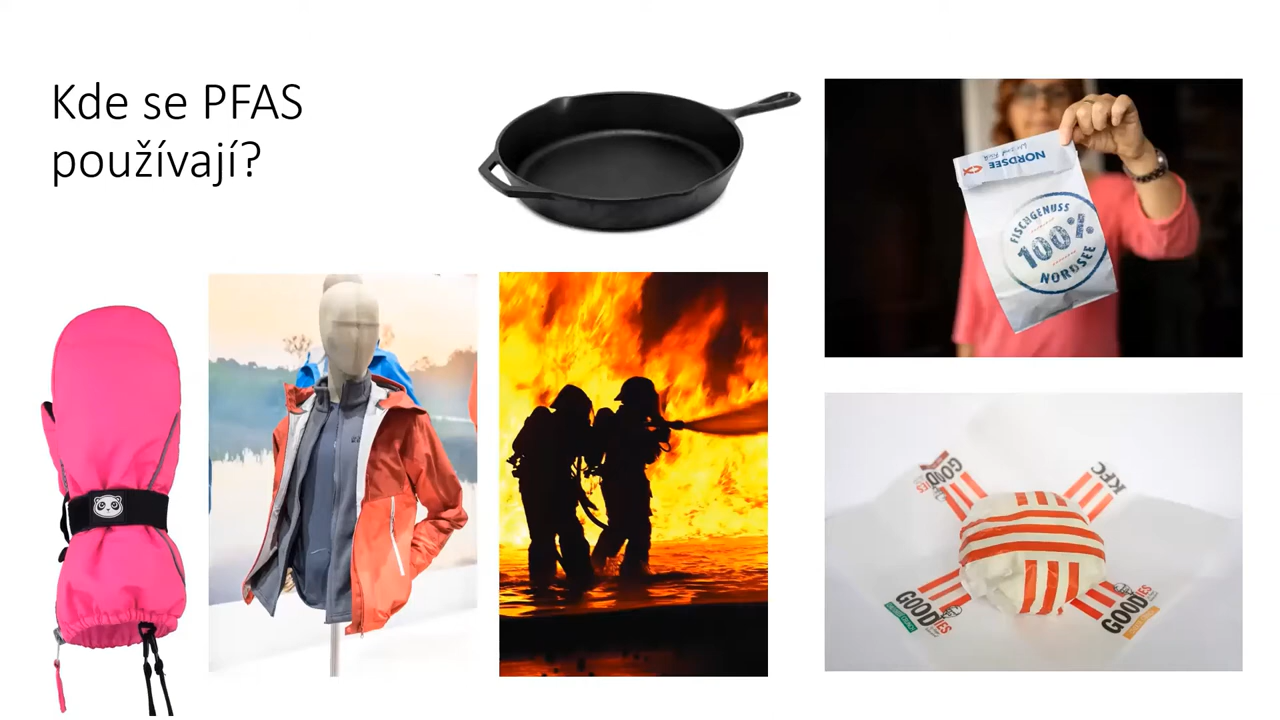 Kde se PFAS
používají?
NORDSEE
FISCHGENUSS
100%
NORDSEE
GOODIES
KFC
GOODIES
GOODIES